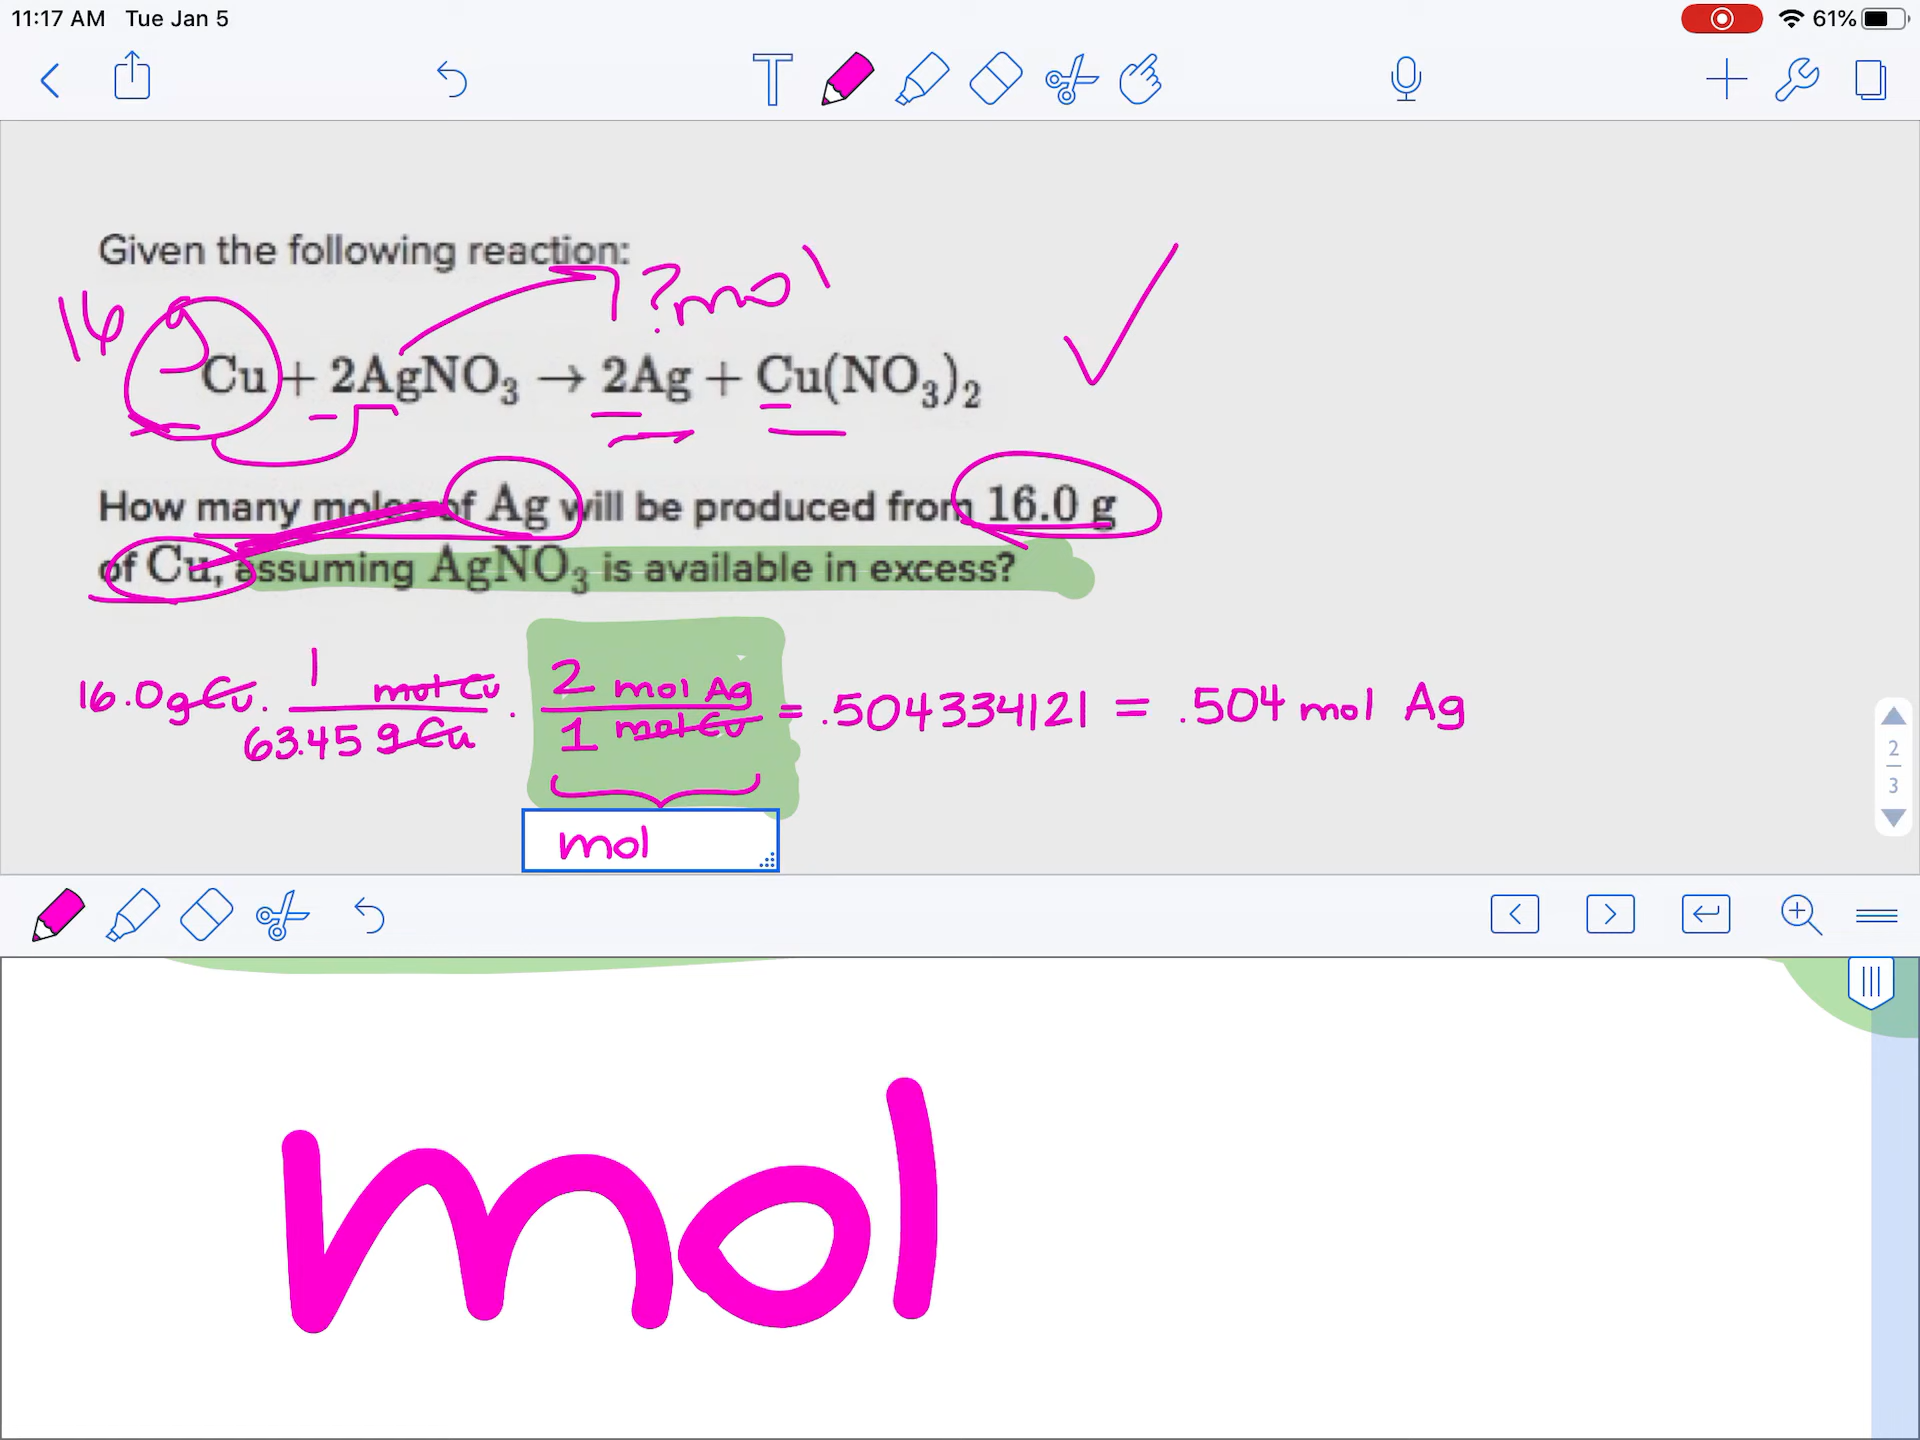 11:17 AM Tue Jan 5
61%
T
Given the following reaction:
16 g
? mol
Cu + 2AgNO₃ → 2Ag + Cu(NO₃)₂
How many moles of Ag will be produced from 16.0 g
of Cu, assuming AgNO₃ is available in excess?
16.0 g Cu · 1 mol Cu / 63.45 g Cu · 2 mol Ag / 1 mol Cu = .504334121 = .504 mol Ag
mol
2
3
mol